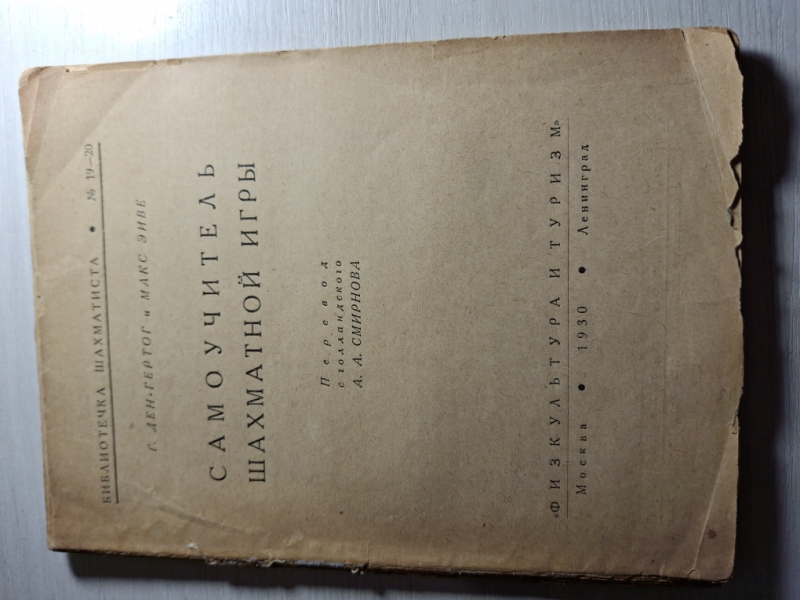 БИБЛИОТЕЧКА ШАХМАТИСТА • № 19—20
Г. ДЕН-ГЕРТОГ и МАКС ЭЙВЕ
САМОУЧИТЕЛЬ
ШАХМАТНОЙ ИГРЫ
Перевод
с голландского
А. А. СМИРНОВА
«ФИЗКУЛЬТУРА И ТУРИЗМ»
Москва • 1930 • Ленинград